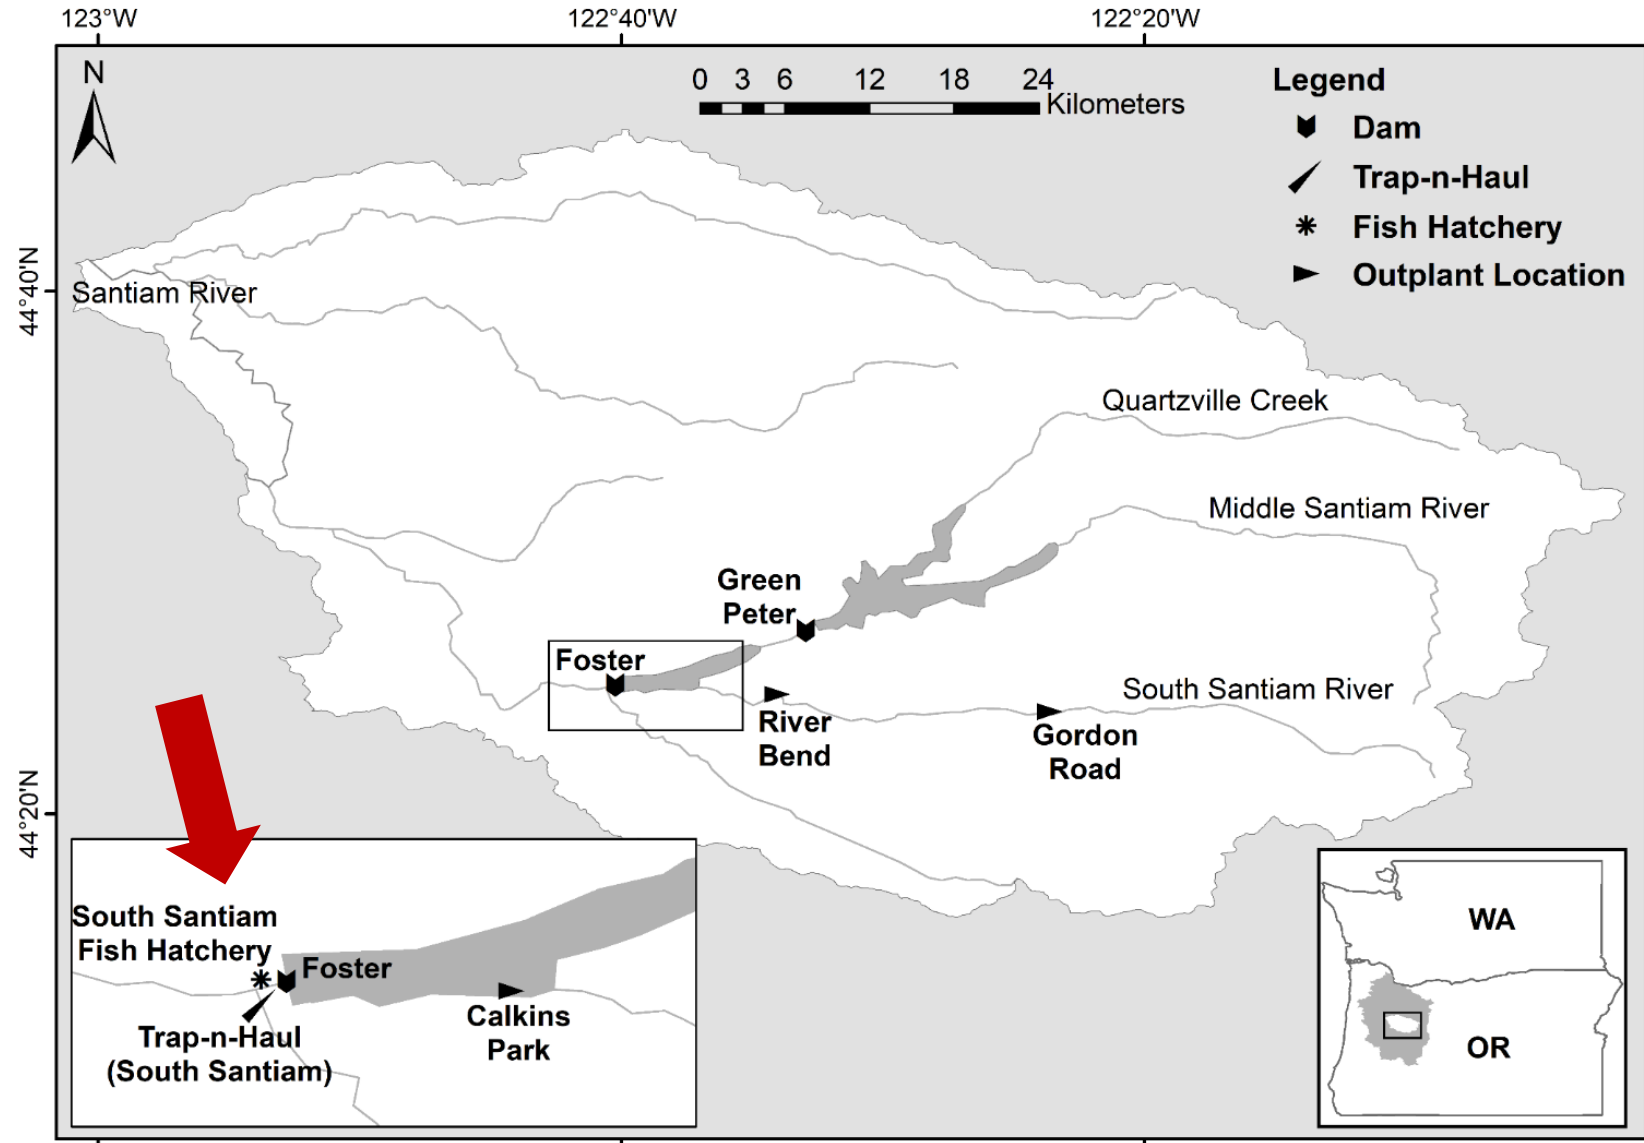 123°W
122°40'W
122°20'W
N
0 3 6 12 18 24
Kilometers
Legend
Dam
Trap-n-Haul
Fish Hatchery
Outplant Location
44°40'N
Santiam River
Quartzville Creek
Middle Santiam River
Green
Peter
Foster
South Santiam River
River
Bend
Gordon
Road
44°20'N
South Santiam
Fish Hatchery
Foster
Calkins
Park
Trap-n-Haul
(South Santiam)
WA
OR